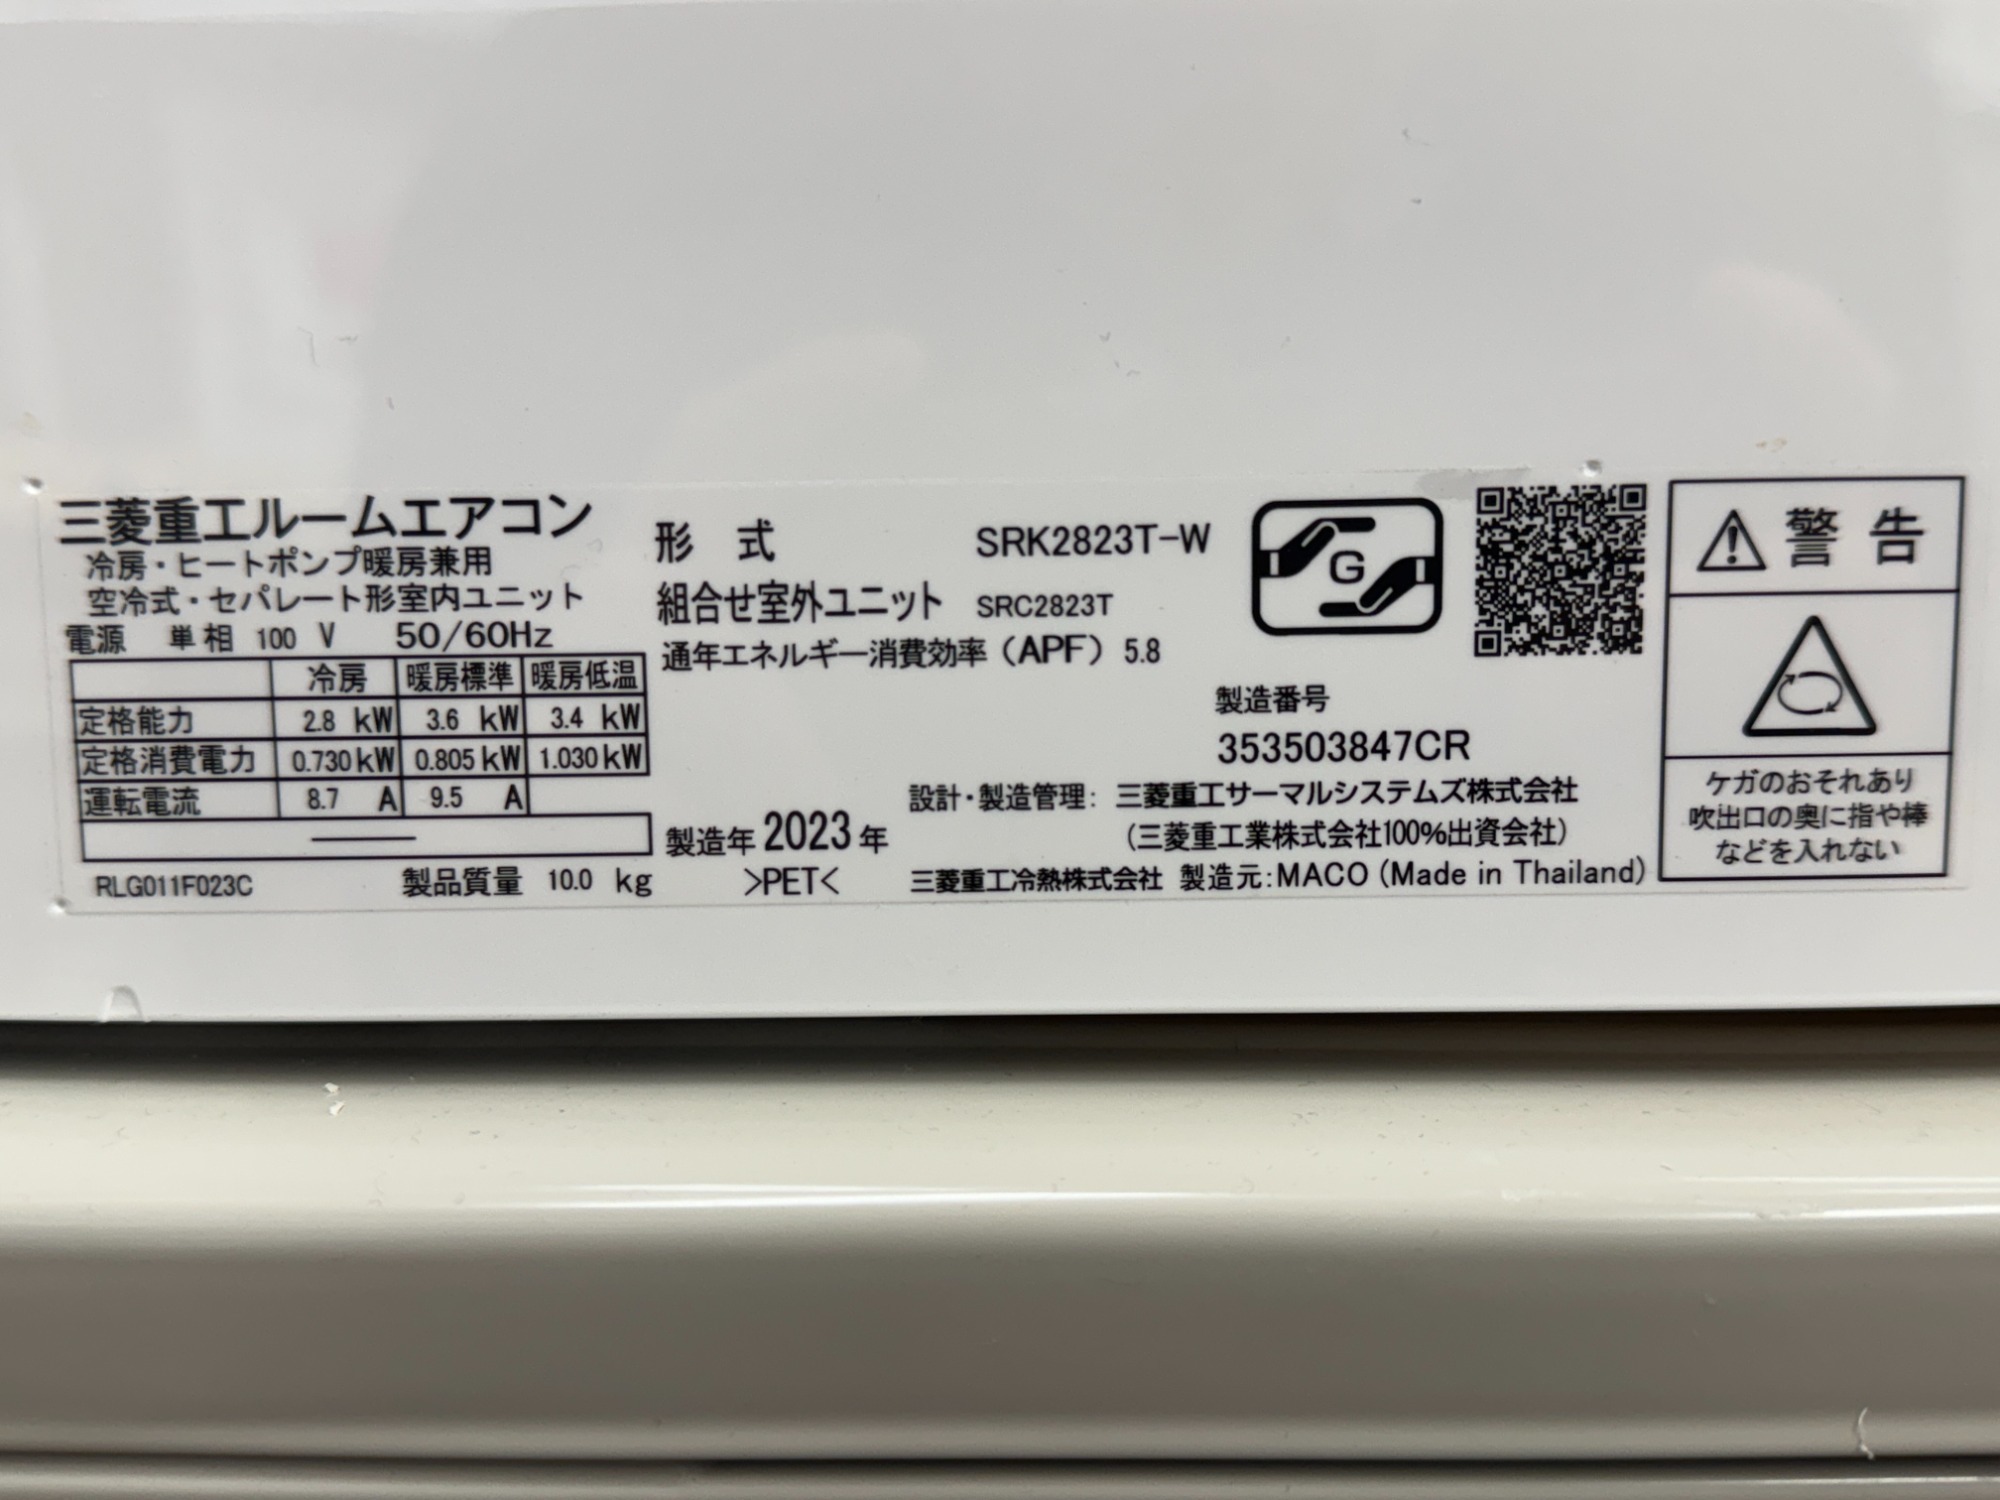 三菱重工ルームエアコン
冷房・ヒートポンプ暖房兼用
空冷式・セパレート形室内ユニット
電源 単相 100 V 50/60Hz
冷房 暖房標準 暖房低温
定格能力 2.8 kW 3.6 kW 3.4 kW
定格消費電力 0.730 kW 0.805 kW 1.030 kW
運転電流 8.7 A 9.5 A
RLG011F023C 製品質量 10.0 kg
形式 SRK2823T-W
組合せ室外ユニット SRC2823T
通年エネルギー消費効率（APF）5.8
G
製造番号
353503847CR
設計・製造管理： 三菱重工サーマルシステムズ株式会社
（三菱重工業株式会社100%出資会社）
製造年 2023 年
>PET<
三菱重工冷熱株式会社 製造元：MACO（Made in Thailand）
警告
ケガのおそれあり
吹出口の奥に指や棒
などを入れない